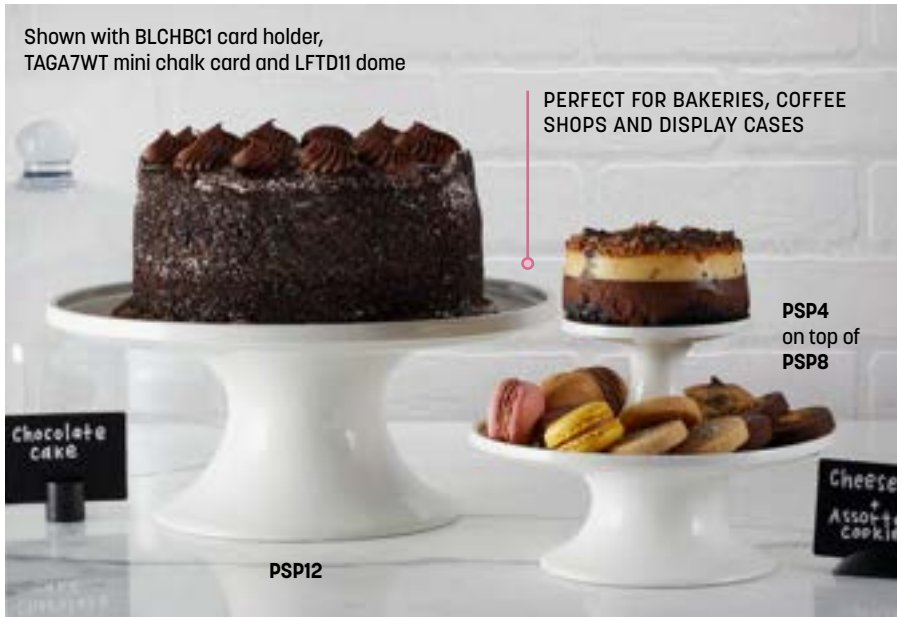 Shown with BLCHBC1 card holder,
TAGA7WT mini chalk card and LFTD11 dome
PERFECT FOR BAKERIES, COFFEE
SHOPS AND DISPLAY CASES
PSP4
on top of
PSP8
Chocolate
Cake
Cheese
+
PSP12